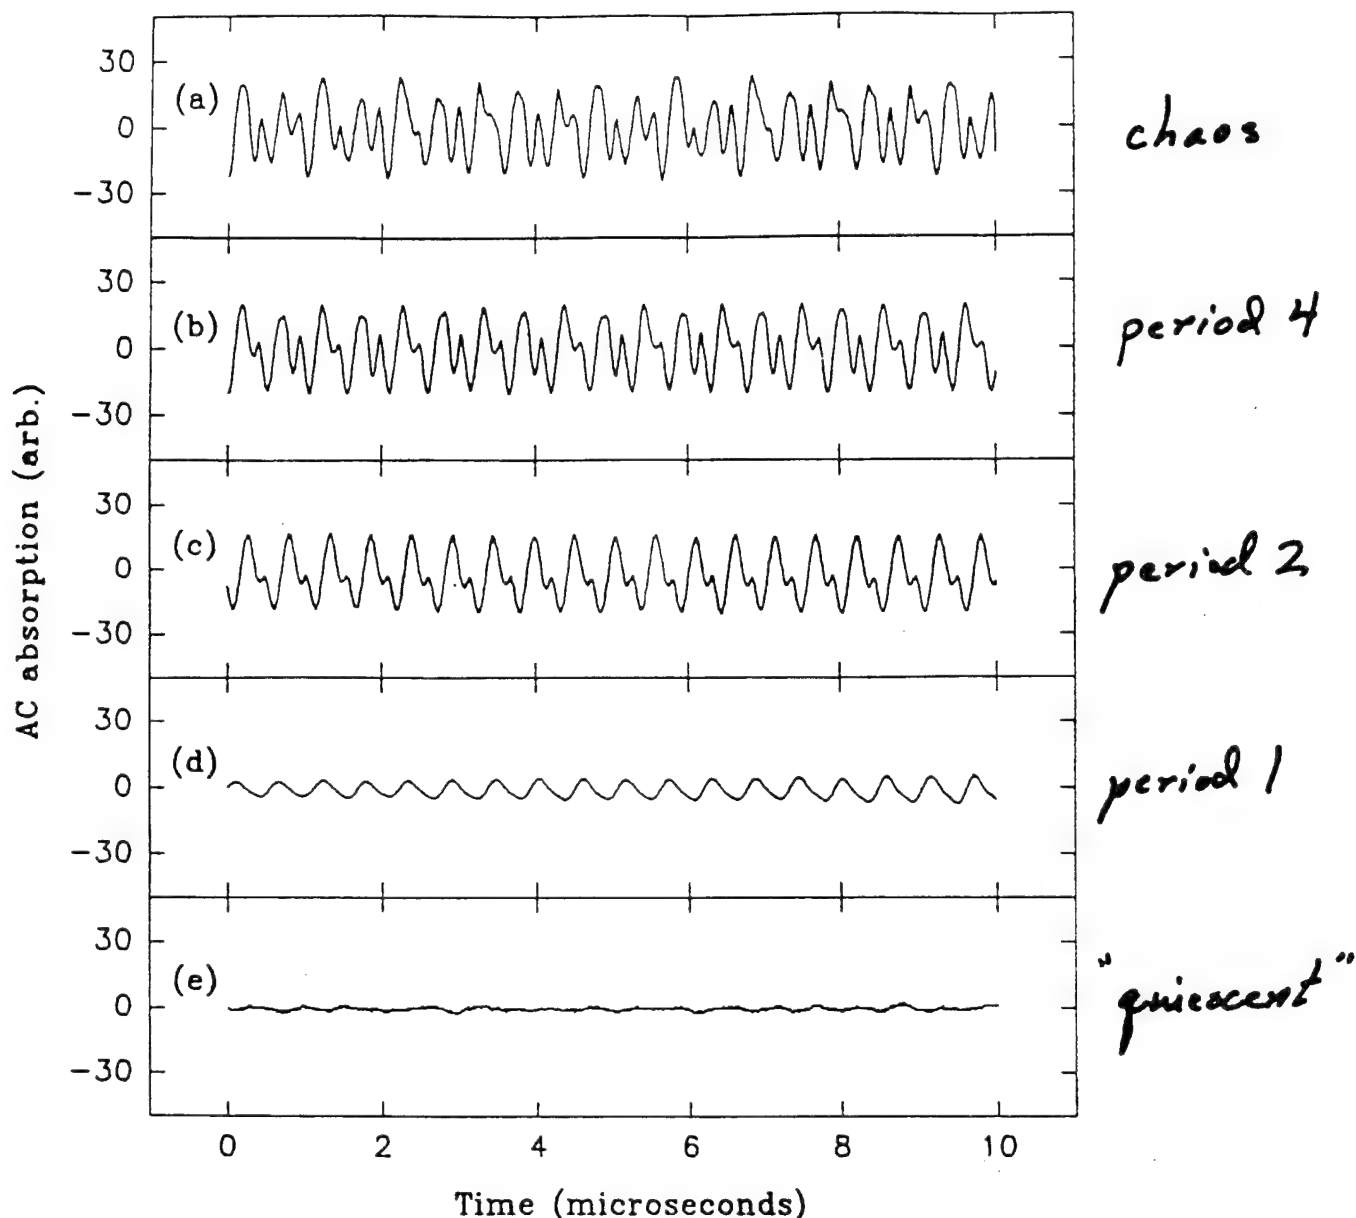 30
0
−30
(a)
chaos
30
0
−30
(b)
period 4
30
0
−30
(c)
period 2
30
0
−30
(d)
period 1
30
0
−30
(e)
"quiescent"
AC absorption (arb.)
0 2 4 6 8 10
Time (microseconds)